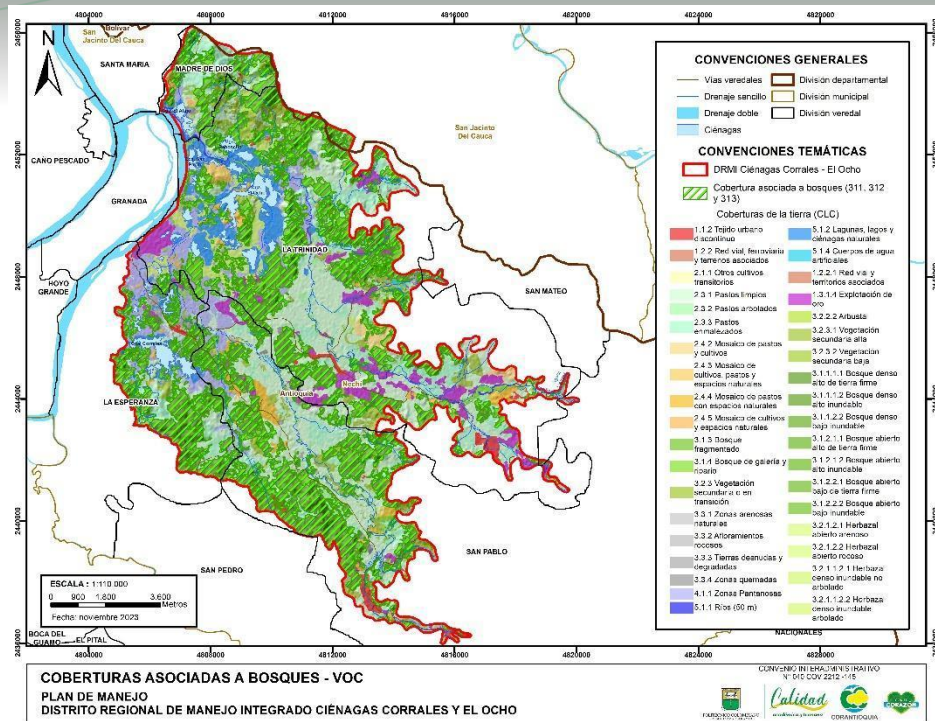 4804000
4808000
4812000
4816000
4820000
4824000
4828000
N
San
Jacinto Del Cauca
Bolívar
SANTA MARIA
MADRE DE DIOS
CAÑO PESCADO
GRANADA
LA TRINIDAD
San Jacinto
Del Cauca
HOYO
GRANDE
SAN MATEO
LA ESPERANZA
Antioquia
Nechí
SAN PABLO
SAN PEDRO
BOCA DEL
GUAMO
EL PITAL
NACIONALES
ESCALA : 1:110.000
0 900 1.800 3.600
Metros
Fecha: noviembre 2023
CONVENCIONES GENERALES
Vías veredales
División departamental
Drenaje sencillo
División municipal
Drenaje doble
División veredal
Ciénagas
CONVENCIONES TEMÁTICAS
DRMI Ciénagas Corrales - El Ocho
Cobertura asociada a bosques (311, 312
y 313)
Coberturas de la tierra (CLC)
1.1.2 Tejido urbano
discontinuo
1.2.2 Red vial, ferroviaria
y terrenos asociados
2.1.1 Otros cultivos
transitorios
2.3.1 Pastos limpios
2.3.2 Pastos arbolados
2.3.3 Pastos
enmalezados
2.4.2 Mosaico de pastos
y cultivos
2.4.3 Mosaico de
cultivos, pastos y
espacios naturales
2.4.4 Mosaico de pastos
con espacios naturales
2.4.5 Mosaico de cultivos
y espacios naturales
3.1.3 Bosque
fragmentado
3.1.4 Bosque de galería y
ripario
3.2.3 Vegetación
secundaria o en
transición
3.3.1 Zonas arenosas
naturales
3.3.2 Afloramientos
rocosos
3.3.3 Tierras desnudas y
degradadas
3.3.4 Zonas quemadas
4.1.1 Zonas Pantanosas
5.1.1 Ríos (50 m)
5.1.2 Lagunas, lagos y
ciénagas naturales
5.1.4 Cuerpos de agua
artificiales
1.2.2.1 Red vial y
territorios asociados
1.3.1.4 Explotación de
oro
3.2.2.2 Arbusta
3.2.3.1 Vegetación
secundaria alta
3.2.3.2 Vegetación
secundaria baja
3.1.1.1.1 Bosque denso
alto de tierra firme
3.1.1.1.2 Bosque denso
alto inundable
3.1.1.2.2 Bosque denso
bajo inundable
3.1.2.1.1 Bosque abierto
alto de tierra firme
3.1.2.1.2 Bosque abierto
alto inundable
3.1.2.2.1 Bosque abierto
bajo de tierra firme
3.1.2.2.2 Bosque abierto
bajo inundable
3.2.1.2.1 Herbazal
abierto arenoso
3.2.1.2.2 Herbazal
abierto rocoso
3.2.1.1.2.1 Herbazal
denso inundable no
arbolado
3.2.1.1.2.2 Herbazal
denso inundable
arbolado
4804000
4808000
4812000
4816000
4820000
4824000
4828000
COBERTURAS ASOCIADAS A BOSQUES - VOC
PLAN DE MANEJO
DISTRITO REGIONAL DE MANEJO INTEGRADO CIÉNAGAS CORRALES Y EL OCHO
CONVENIO INTERADMINISTRATIVO
N° 040 COV 2212 -145
Calidad
CORANTIOQUIA